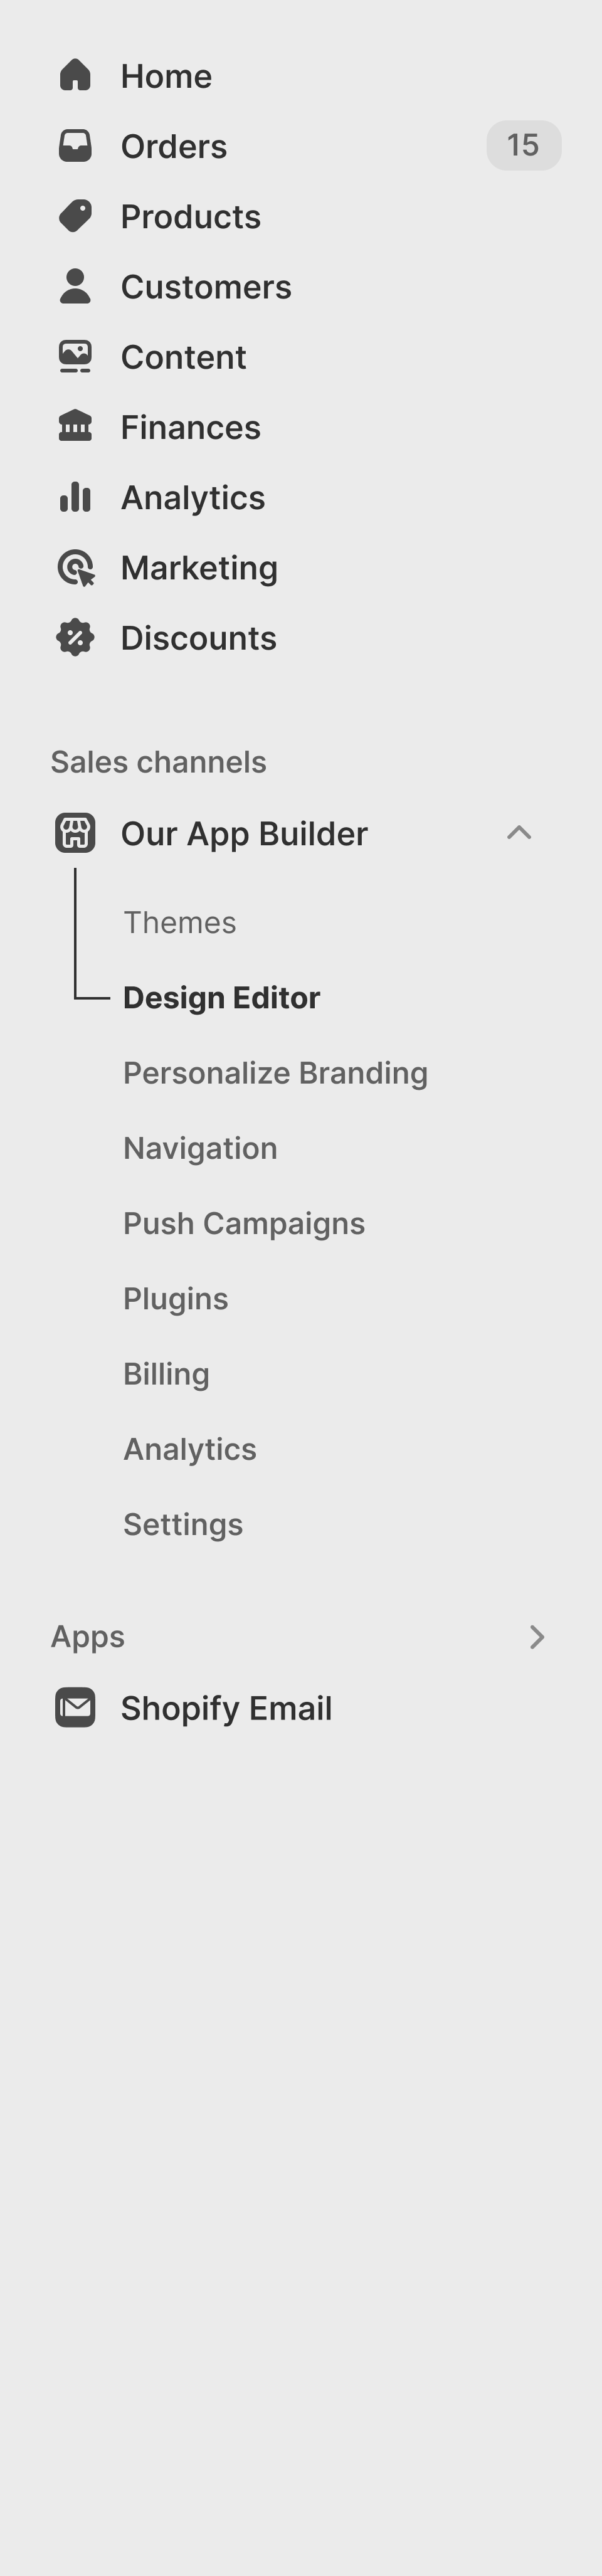 Home
Orders 15
Products
Customers
Content
Finances
Analytics
Marketing
Discounts
Sales channels
Our App Builder
Themes
Design Editor
Personalize Branding
Navigation
Push Campaigns
Plugins
Billing
Analytics
Settings
Apps
Shopify Email